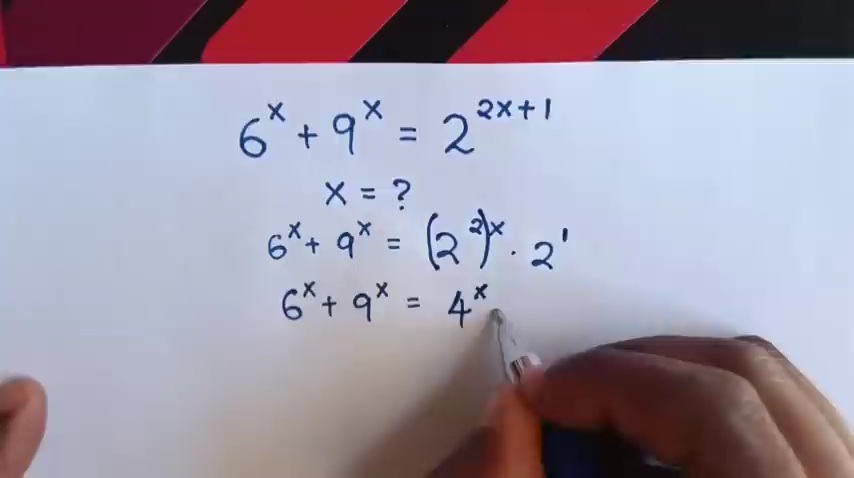 6^x + 9^x = 2^{2x+1}
x = ?
6^x + 9^x = (2^2)^x · 2^1
6^x + 9^x = 4^x